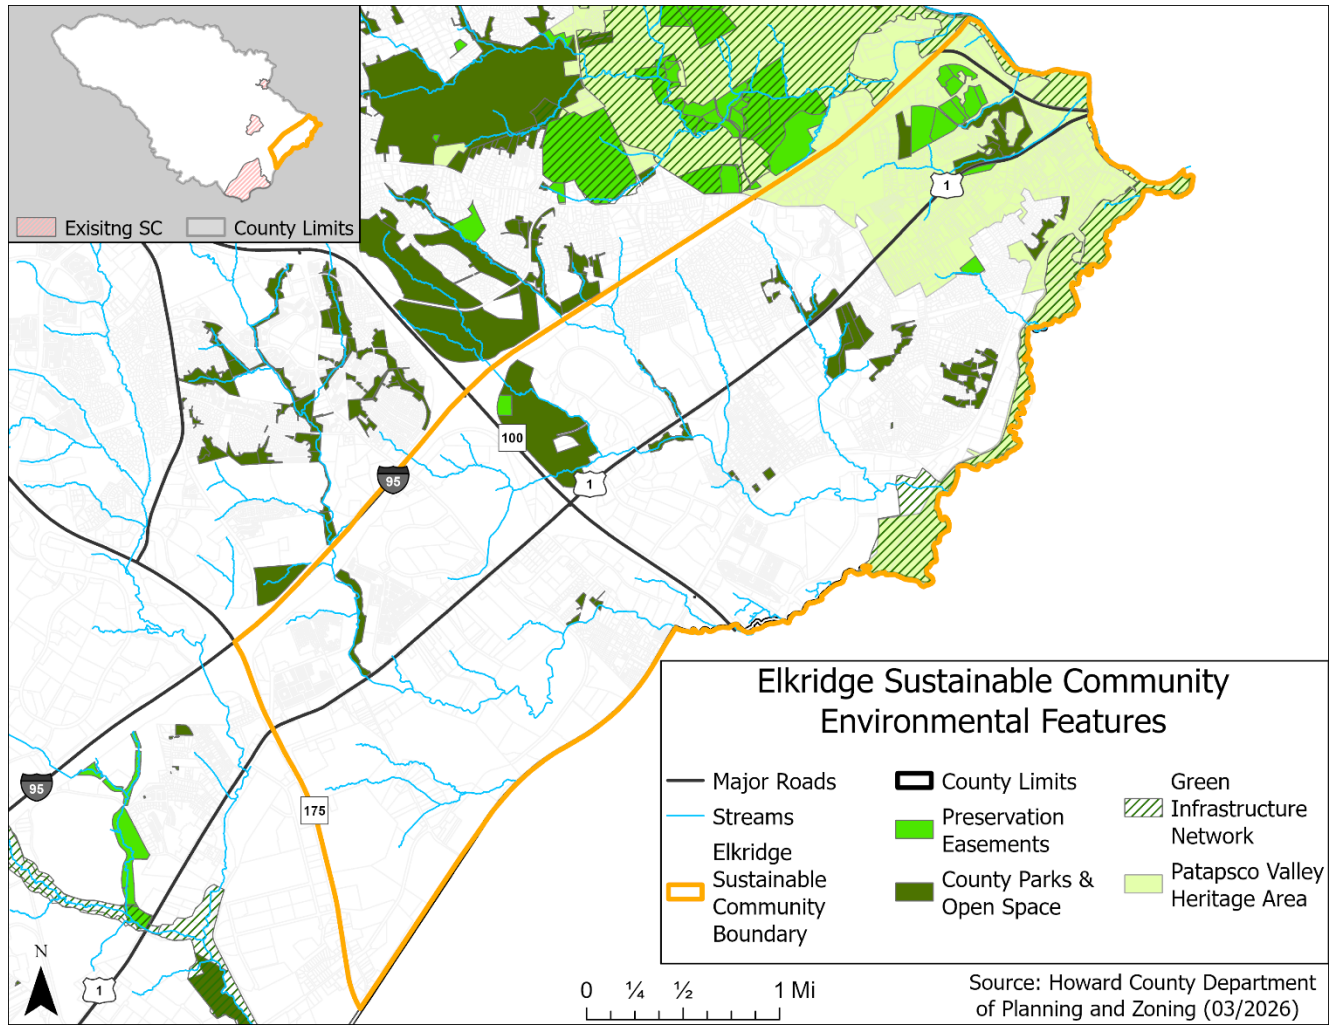 Exisitng SC
County Limits
1
100
1
95
95
175
1
N
Elkridge Sustainable Community
Environmental Features
Major Roads
Streams
Elkridge
Sustainable
Community
Boundary
County Limits
Preservation
Easements
County Parks &
Open Space
Green
Infrastructure
Network
Patapsco Valley
Heritage Area
0 ¼ ½ 1 Mi
Source: Howard County Department
of Planning and Zoning (03/2026)